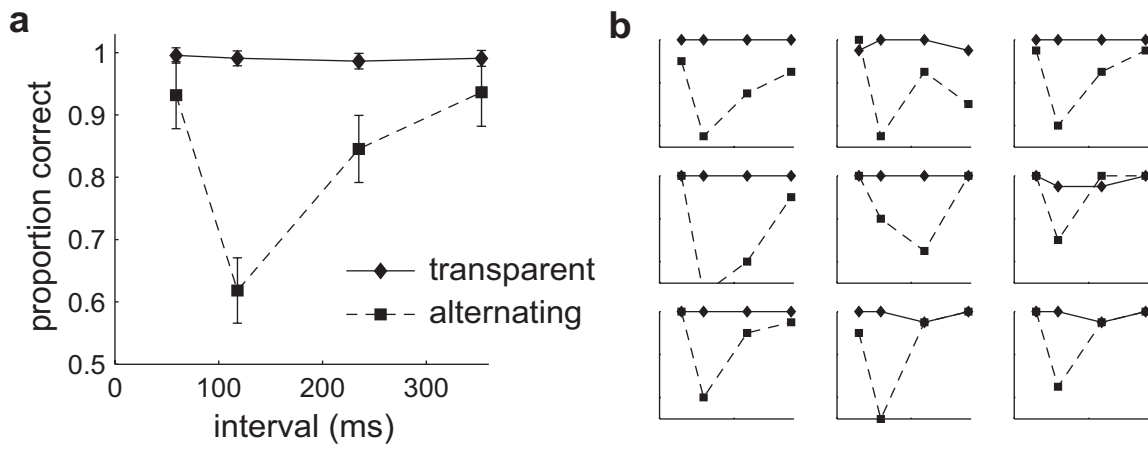 a
b
1
0.9
0.8
0.7
0.6
0.5
proportion correct
transparent
alternating
0
100
200
300
interval (ms)